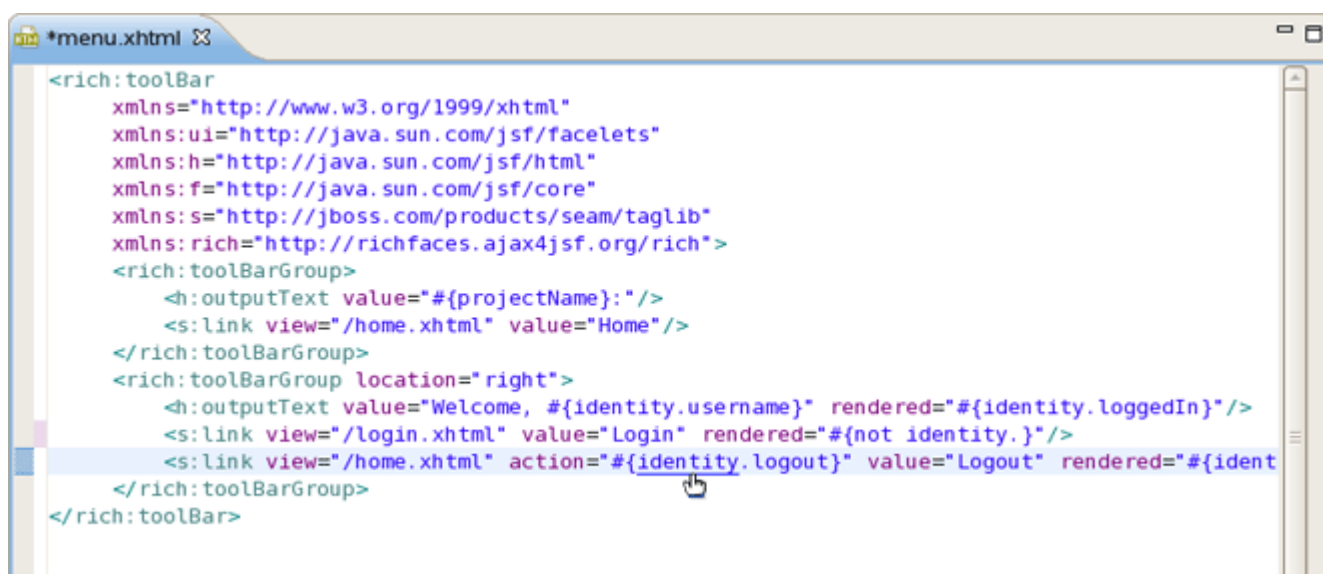 *menu.xhtml
<rich:toolBar
xmlns="http://www.w3.org/1999/xhtml"
xmlns:ui="http://java.sun.com/jsf/facelets"
xmlns:h="http://java.sun.com/jsf/html"
xmlns:f="http://java.sun.com/jsf/core"
xmlns:s="http://jboss.com/products/seam/taglib"
xmlns:rich="http://richfaces.ajax4jsf.org/rich">
<rich:toolBarGroup>
<h:outputText value="#{projectName}:"/>
<s:link view="/home.xhtml" value="Home"/>
</rich:toolBarGroup>
<rich:toolBarGroup location="right">
<h:outputText value="Welcome, #{identity.username}" rendered="#{identity.loggedIn}"/>
<s:link view="/login.xhtml" value="Login" rendered="#{not identity.}"/>
<s:link view="/home.xhtml" action="#{identity.logout}" value="Logout" rendered="#{ident
</rich:toolBarGroup>
</rich:toolBar>